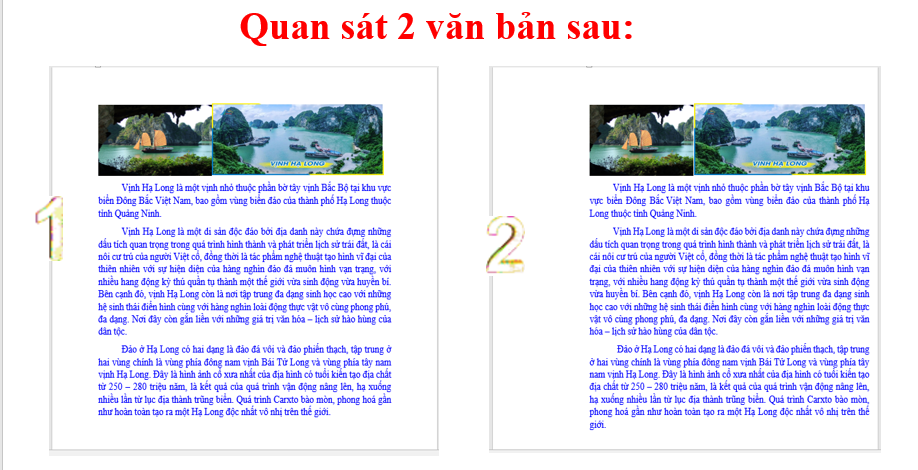 Quan sát 2 văn bản sau:
1
VỊNH HẠ LONG
Vịnh Hạ Long là một vịnh nhỏ thuộc phần bờ tây vịnh Bắc Bộ tại khu vực
biển Đông Bắc Việt Nam, bao gồm vùng biển đảo của thành phố Hạ Long thuộc
tỉnh Quảng Ninh.
Vịnh Hạ Long là một di sản độc đáo bởi địa danh này chứa đựng những
dấu tích quan trọng trong quá trình hình thành và phát triển lịch sử trái đất, là cái
nôi cư trú của người Việt cổ, đồng thời là tác phẩm nghệ thuật tạo hình vĩ đại của
thiên nhiên với sự hiện diện của hàng nghìn đảo đá muôn hình vạn trạng, với
nhiều hang động kỳ thú quần tụ thành một thế giới vừa sinh động vừa huyền bí.
Bên cạnh đó, vịnh Hạ Long còn là nơi tập trung đa dạng sinh học cao với những
hệ sinh thái điển hình cùng với hàng nghìn loài động thực vật vô cùng phong phú,
đa dạng. Nơi đây còn gắn liền với những giá trị văn hóa – lịch sử hào hùng của
dân tộc.
Đảo ở Hạ Long có hai dạng là đảo đá vôi và đảo phiến thạch, tập trung ở
hai vùng chính là vùng phía đông nam vịnh Bái Tử Long và vùng phía tây nam
vịnh Hạ Long. Đây là hình ảnh cổ xưa nhất của địa hình có tuổi kiến tạo địa chất
từ 250 – 280 triệu năm, là kết quả của quá trình vận động nâng lên, hạ xuống
nhiều lần từ lục địa thành trũng biển. Quá trình Carxto bào mòn, phong hoá gần
như hoàn toàn tạo ra một Hạ Long độc nhất vô nhị trên thế giới.
2
VỊNH HẠ LONG
Vịnh Hạ Long là một vịnh nhỏ thuộc phần bờ tây vịnh Bắc Bộ tại khu
vực biển Đông Bắc Việt Nam, bao gồm vùng biển đảo của thành phố Hạ
Long thuộc tỉnh Quảng Ninh.
Vịnh Hạ Long là một di sản độc đáo bởi địa danh này chứa đựng những
dấu tích quan trọng trong quá trình hình thành và phát triển lịch sử trái đất, là
cái nôi cư trú của người Việt cổ, đồng thời là tác phẩm nghệ thuật tạo hình vĩ
đại của thiên nhiên với sự hiện diện của hàng nghìn đảo đá muôn hình vạn
trạng, với nhiều hang động kỳ thú quần tụ thành một thế giới vừa sinh động
vừa huyền bí. Bên cạnh đó, vịnh Hạ Long còn là nơi tập trung đa dạng sinh
học cao với những hệ sinh thái điển hình cùng với hàng nghìn loài động thực
vật vô cùng phong phú, đa dạng. Nơi đây còn gắn liền với những giá trị văn
hóa – lịch sử hào hùng của dân tộc.
Đảo ở Hạ Long có hai dạng là đảo đá vôi và đảo phiến thạch, tập trung
ở hai vùng chính là vùng phía đông nam vịnh Bái Tử Long và vùng phía tây
nam vịnh Hạ Long. Đây là hình ảnh cổ xưa nhất của địa hình có tuổi kiến tạo
địa chất từ 250 – 280 triệu năm, là kết quả của quá trình vận động nâng lên,
hạ xuống nhiều lần từ lục địa thành trũng biển. Quá trình Carxto bào mòn,
phong hoá gần như hoàn toàn tạo ra một Hạ Long độc nhất vô nhị trên thế
giới.